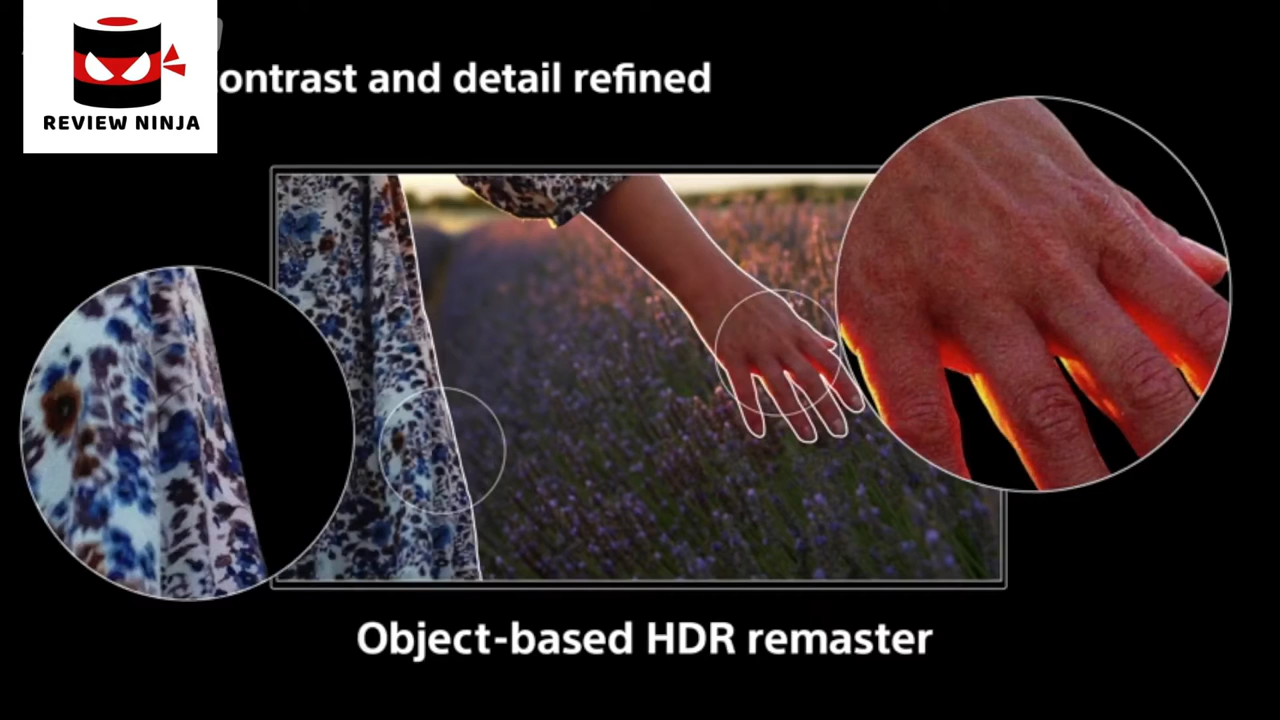 ontrast and detail refined
REVIEW NINJA
Object-based HDR remaster